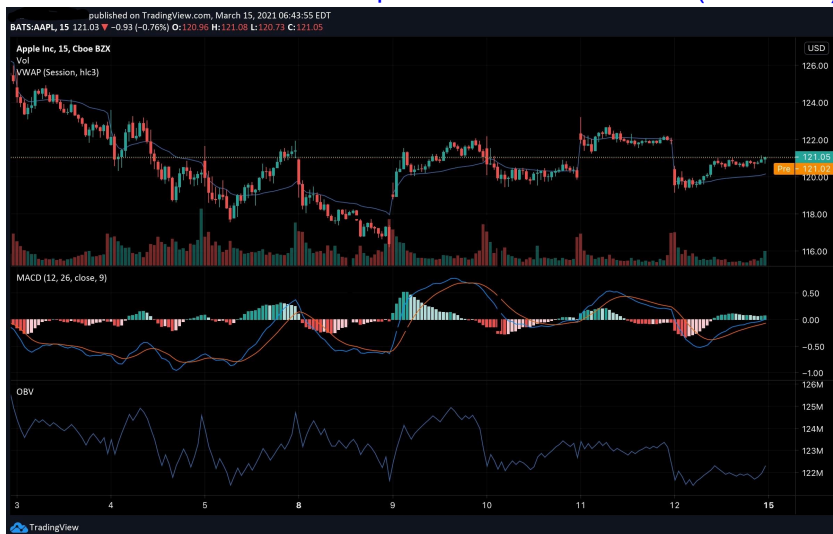 published on TradingView.com, March 15, 2021 06:43:55 EDT
BATS:AAPL, 15 121.03 ▼ −0.93 (−0.76%) O:120.96 H:121.08 L:120.73 C:121.05
Apple Inc, 15, Cboe BZX
Vol
VWAP (Session, hlc3)
USD
126.00
124.00
122.00
121.05
Pre 121.02
120.00
118.00
116.00
MACD (12, 26, close, 9)
0.50
0.00
−0.50
−1.00
OBV
126M
125M
124M
123M
122M
3 4 5 8 9 10 11 12 15
TradingView